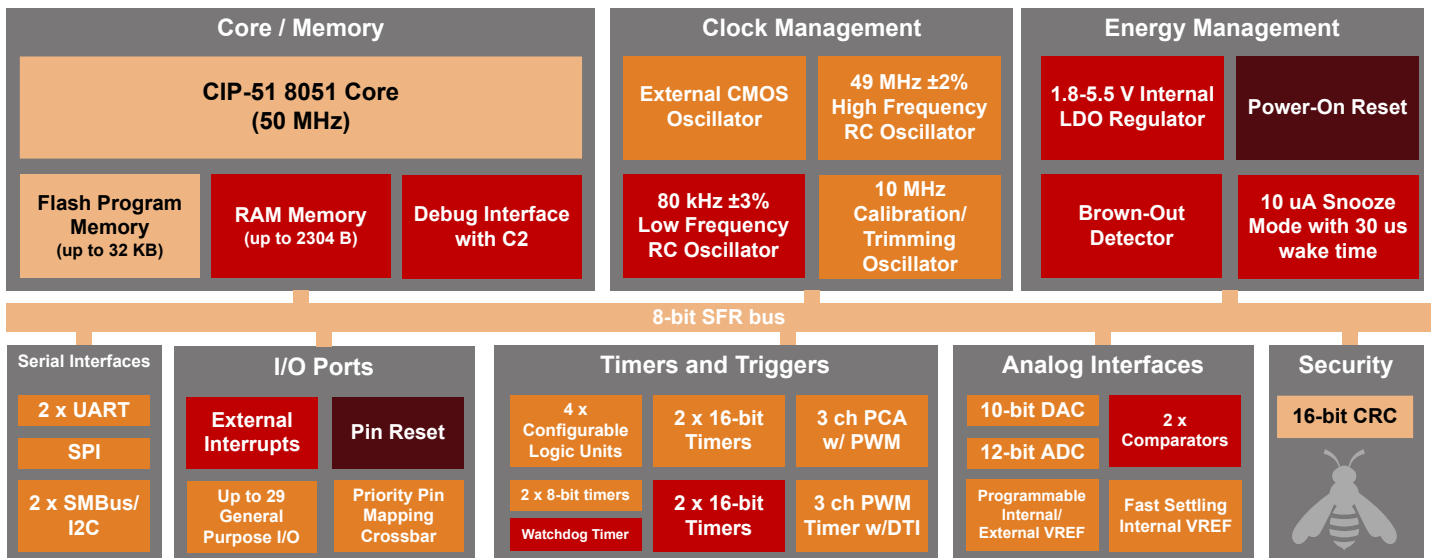 Core / Memory
CIP-51 8051 Core
(50 MHz)
Flash Program
Memory
(up to 32 KB)
RAM Memory
(up to 2304 B)
Debug Interface
with C2
Clock Management
External CMOS
Oscillator
49 MHz ±2%
High Frequency
RC Oscillator
80 kHz ±3%
Low Frequency
RC Oscillator
10 MHz
Calibration/
Trimming
Oscillator
Energy Management
1.8-5.5 V Internal
LDO Regulator
Power-On Reset
Brown-Out
Detector
10 uA Snooze
Mode with 30 us
wake time
8-bit SFR bus
Serial Interfaces
2 x UART
SPI
2 x SMBus/
I2C
I/O Ports
External
Interrupts
Pin Reset
Up to 29
General
Purpose I/O
Priority Pin
Mapping
Crossbar
Timers and Triggers
4 x
Configurable
Logic Units
2 x 16-bit
Timers
3 ch PCA
w/ PWM
2 x 8-bit timers
Watchdog Timer
2 x 16-bit
Timers
3 ch PWM
Timer w/DTI
Analog Interfaces
10-bit DAC
12-bit ADC
2 x
Comparators
Programmable
Internal/
External VREF
Fast Settling
Internal VREF
Security
16-bit CRC